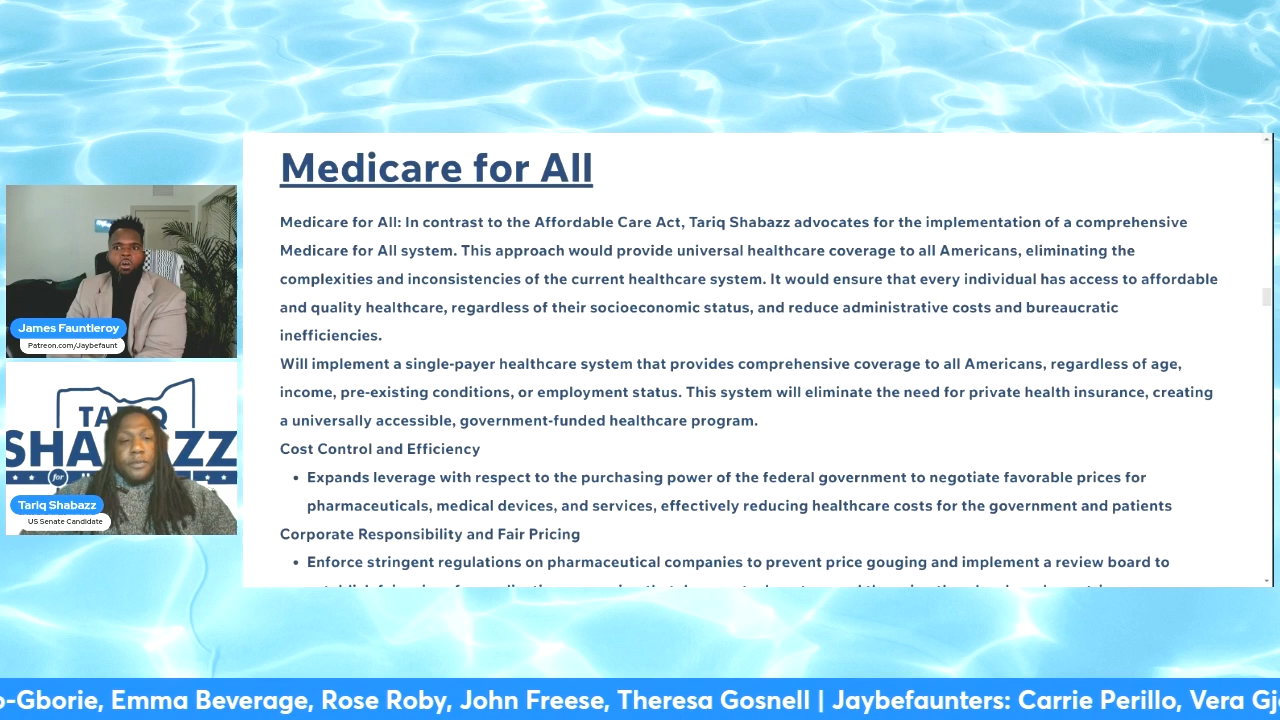 Medicare for All
Medicare for All: In contrast to the Affordable Care Act, Tariq Shabazz advocates for the implementation of a comprehensive
Medicare for All system. This approach would provide universal healthcare coverage to all Americans, eliminating the
complexities and inconsistencies of the current healthcare system. It would ensure that every individual has access to affordable
and quality healthcare, regardless of their socioeconomic status, and reduce administrative costs and bureaucratic
inefficiencies.
Will implement a single-payer healthcare system that provides comprehensive coverage to all Americans, regardless of age,
income, pre-existing conditions, or employment status. This system will eliminate the need for private health insurance, creating
a universally accessible, government-funded healthcare program.
Cost Control and Efficiency
• Expands leverage with respect to the purchasing power of the federal government to negotiate favorable prices for
pharmaceuticals, medical devices, and services, effectively reducing healthcare costs for the government and patients
Corporate Responsibility and Fair Pricing
• Enforce stringent regulations on pharmaceutical companies to prevent price gouging and implement a review board to
James Fauntleroy
Patreon.com/Jaybefaunt
TARIQ
SHABAZZ
for
Tariq Shabazz
US Senate Candidate
o-Gborie, Emma Beverage, Rose Roby, John Freese, Theresa Gosnell | Jaybefaunters: Carrie Perillo, Vera